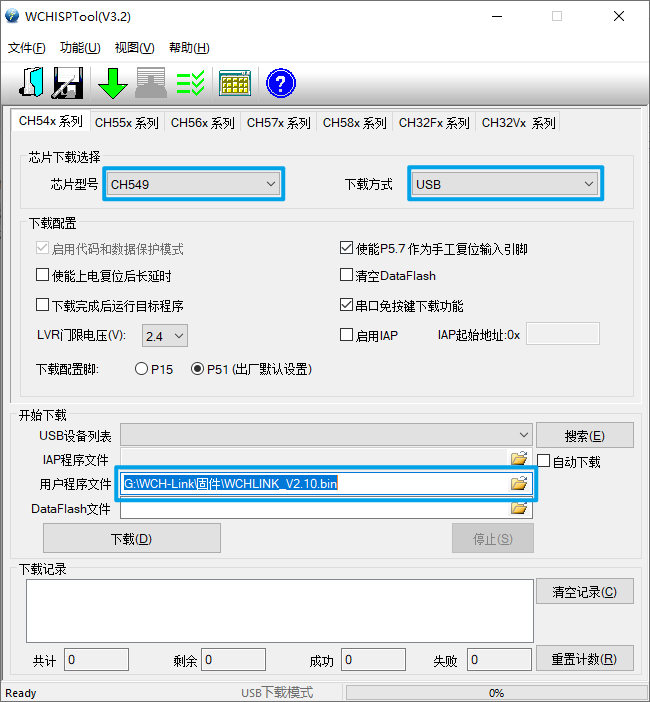 WCHISPTool(V3.2)
文件(F) 功能(U) 视图(V) 帮助(H)
CH54x 系列 CH55x 系列 CH56x 系列 CH57x 系列 CH58x 系列 CH32Fx 系列 CH32Vx 系列
芯片下载选择
芯片型号 CH549 下载方式 USB
下载配置
启用代码和数据保护模式 使能P5.7 作为手工复位输入引脚
使能上电复位后长延时 清空DataFlash
下载完成后运行目标程序 串口免按键下载功能
LVR门限电压(V): 2.4 启用IAP IAP起始地址:0x
下载配置脚: P15 P51 (出厂默认设置)
开始下载
USB设备列表 搜索(E)
IAP程序文件 自动下载
用户程序文件 G:\WCH-Link\固件\WCHLINK_V2.10.bin
DataFlash文件
下载(D) 停止(S)
下载记录
清空记录(C)
共计 0 剩余 0 成功 0 失败 0 重置计数(R)
Ready USB下载模式 0%